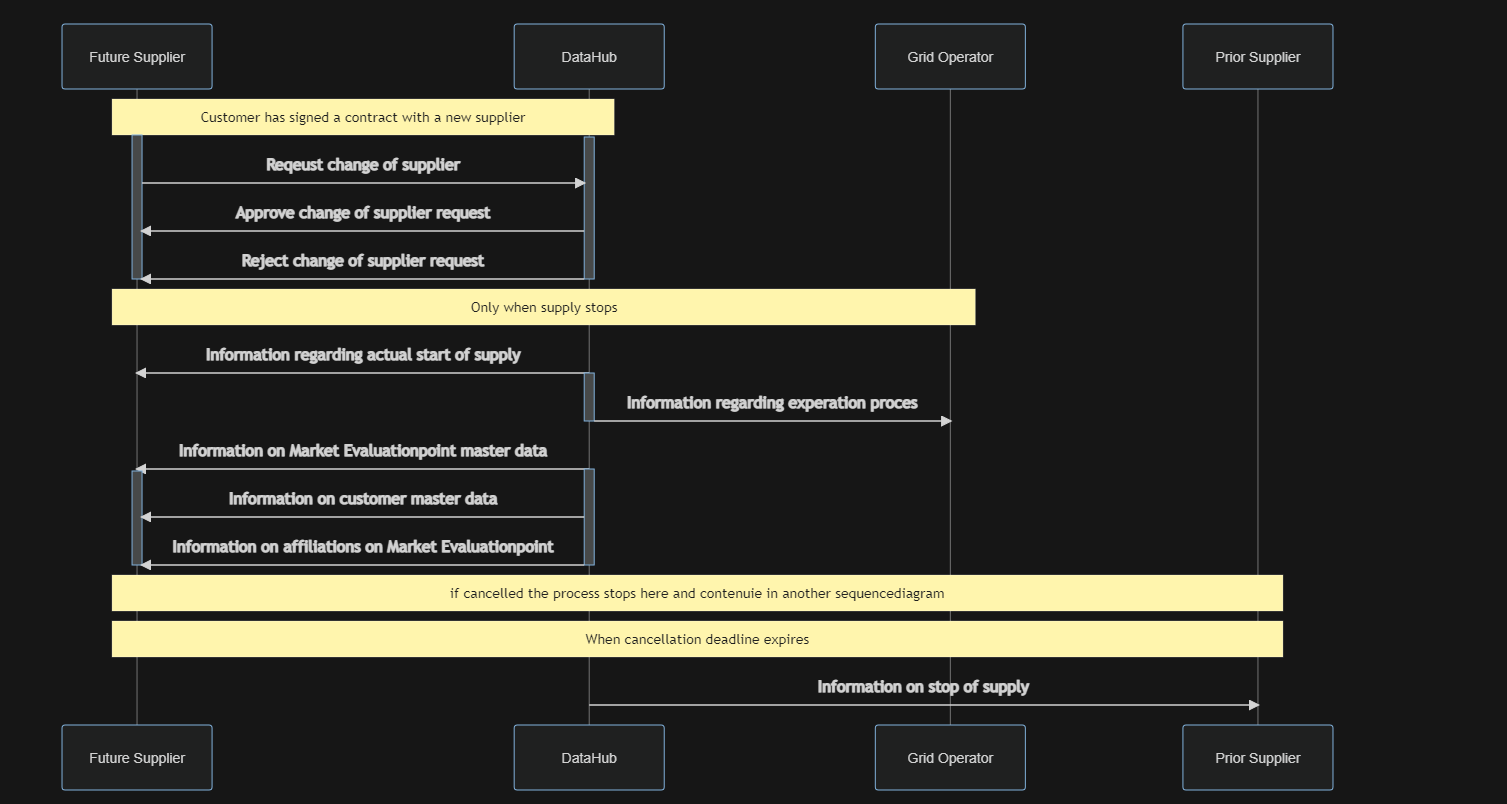 Future Supplier
DataHub
Grid Operator
Prior Supplier
Customer has signed a contract with a new supplier
Reqeust change of supplier
Approve change of supplier request
Reject change of supplier request
Only when supply stops
Information regarding actual start of supply
Information regarding experation proces
Information on Market Evaluationpoint master data
Information on customer master data
Information on affiliations on Market Evaluationpoint
if cancelled the process stops here and contenuie in another sequencediagram
When cancellation deadline expires
Information on stop of supply
Future Supplier
DataHub
Grid Operator
Prior Supplier